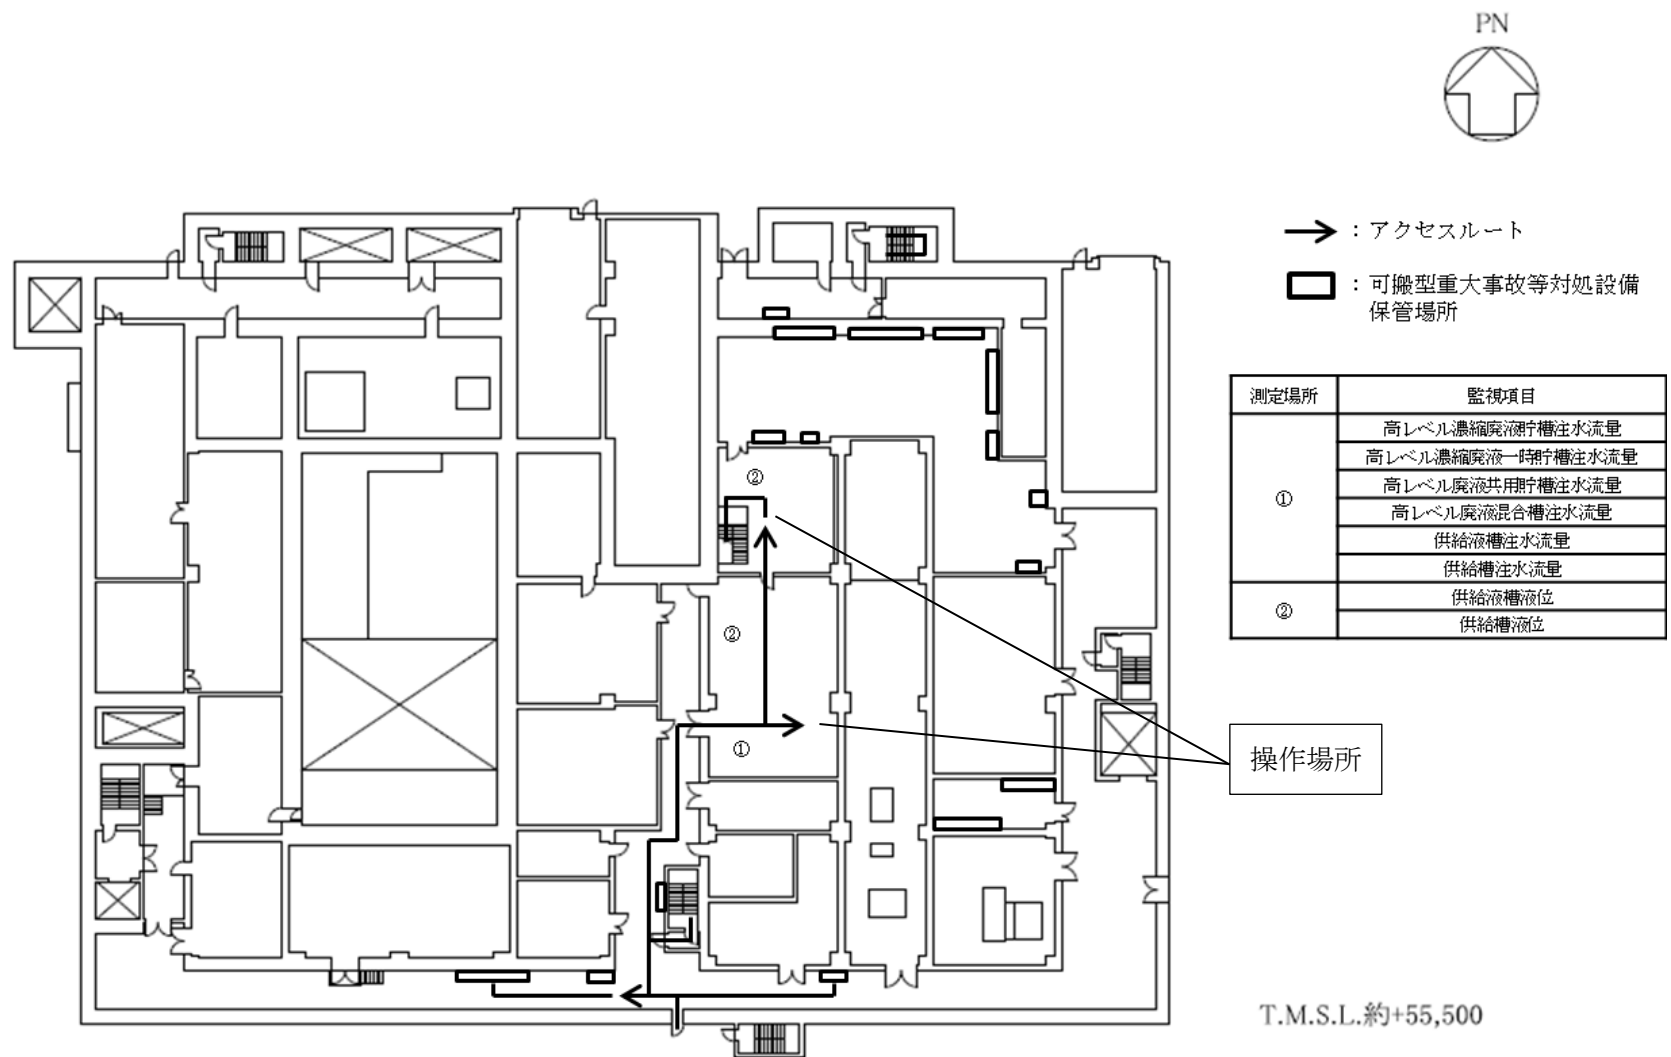 PN
：アクセスルート
：可搬型重大事故等対処設備
保管場所
測定場所 監視項目
① 高レベル濃縮廃液貯槽注水流量
高レベル濃縮廃液一時貯槽注水流量
高レベル廃液共用貯槽注水流量
高レベル廃液混合槽注水流量
供給液槽注水流量
供給槽注水流量
② 供給液槽液位
供給槽液位
②
②
①
操作場所
T.M.S.L.約+55,500